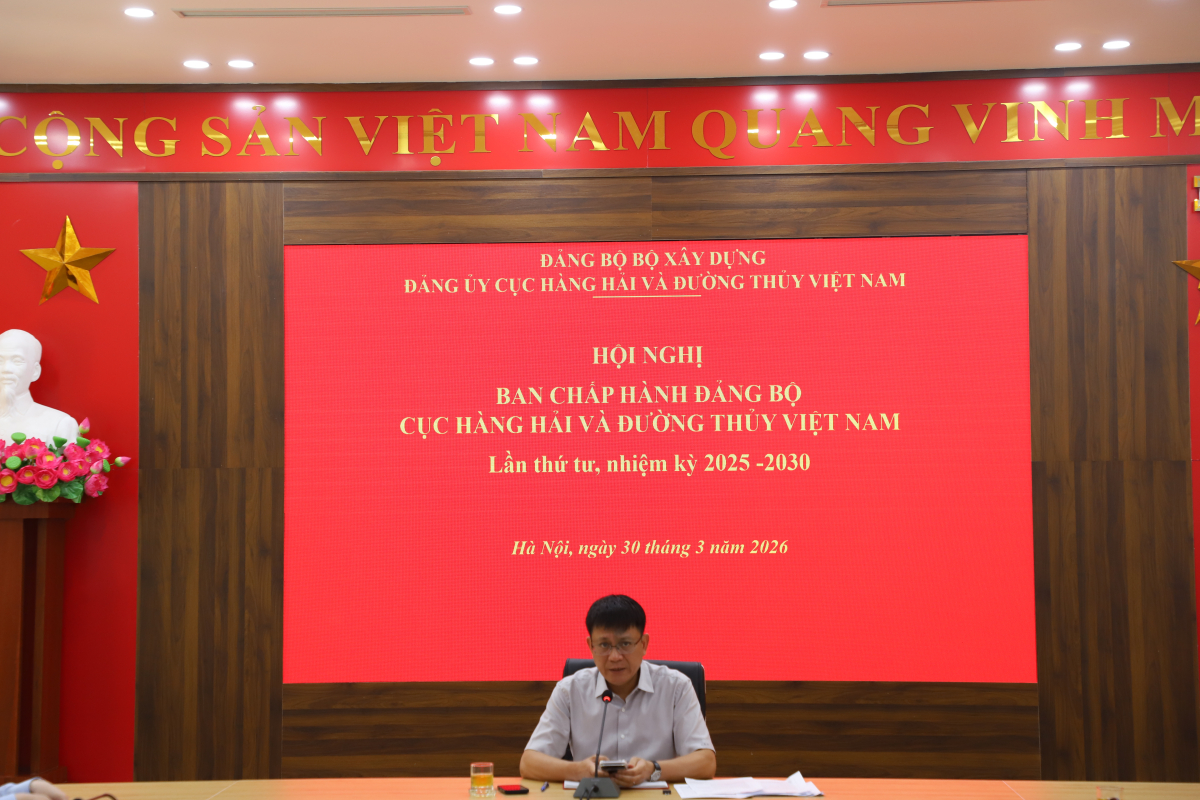 CỘNG SẢN VIỆT NAM QUANG VINH M
ĐẢNG BỘ BỘ XÂY DỰNG
ĐẢNG ỦY CỤC HÀNG HẢI VÀ ĐƯỜNG THỦY VIỆT NAM
HỘI NGHỊ
BAN CHẤP HÀNH ĐẢNG BỘ
CỤC HÀNG HẢI VÀ ĐƯỜNG THỦY VIỆT NAM
Lần thứ tư, nhiệm kỳ 2025 -2030
Hà Nội, ngày 30 tháng 3 năm 2026